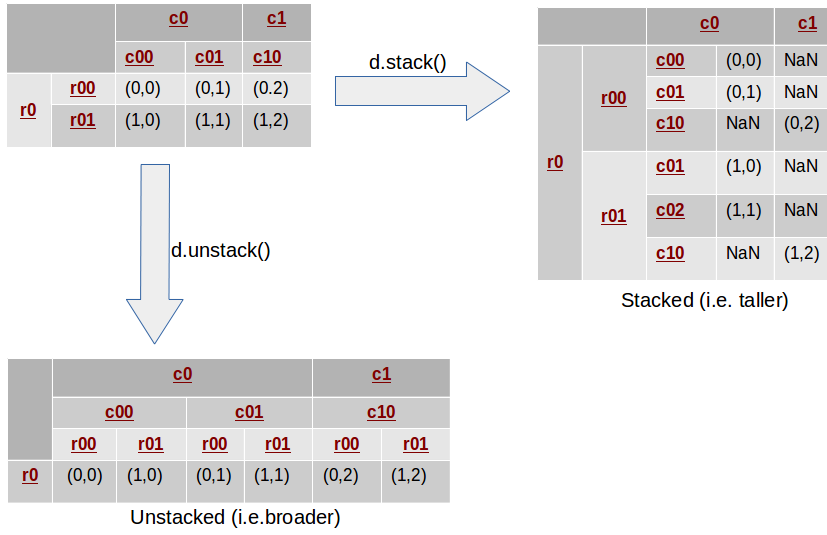 c0 c1
c00 c01 c10
r0 r00 (0,0) (0,1) (0.2)
r01 (1,0) (1,1) (1,2)
d.stack()
c0 c1
r0 r00 c00 (0,0) NaN
c01 (0,1) NaN
c10 NaN (0,2)
r01 c01 (1,0) NaN
c02 (1,1) NaN
c10 NaN (1,2)
Stacked (i.e. taller)
d.unstack()
c0 c1
c00 c01 c10
r00 r01 r00 r01 r00 r01
r0 (0,0) (1,0) (0,1) (1,1) (0,2) (1,2)
Unstacked (i.e.broader)